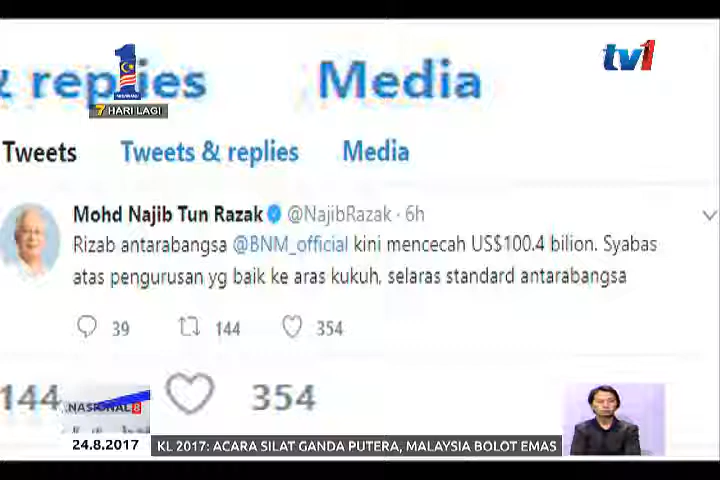 & replies
Media
tv1
7 HARI LAGI
Tweets Tweets & replies Media
Mohd Najib Tun Razak @NajibRazak · 6h
Rizab antarabangsa @BNM_official kini mencecah US$100.4 bilion. Syabas
atas pengurusan yg baik ke aras kukuh, selaras standard antarabangsa
39 144 354
144 354
NASIONAL 8
24.8.2017 KL 2017: ACARA SILAT GANDA PUTERA, MALAYSIA BOLOT EMAS